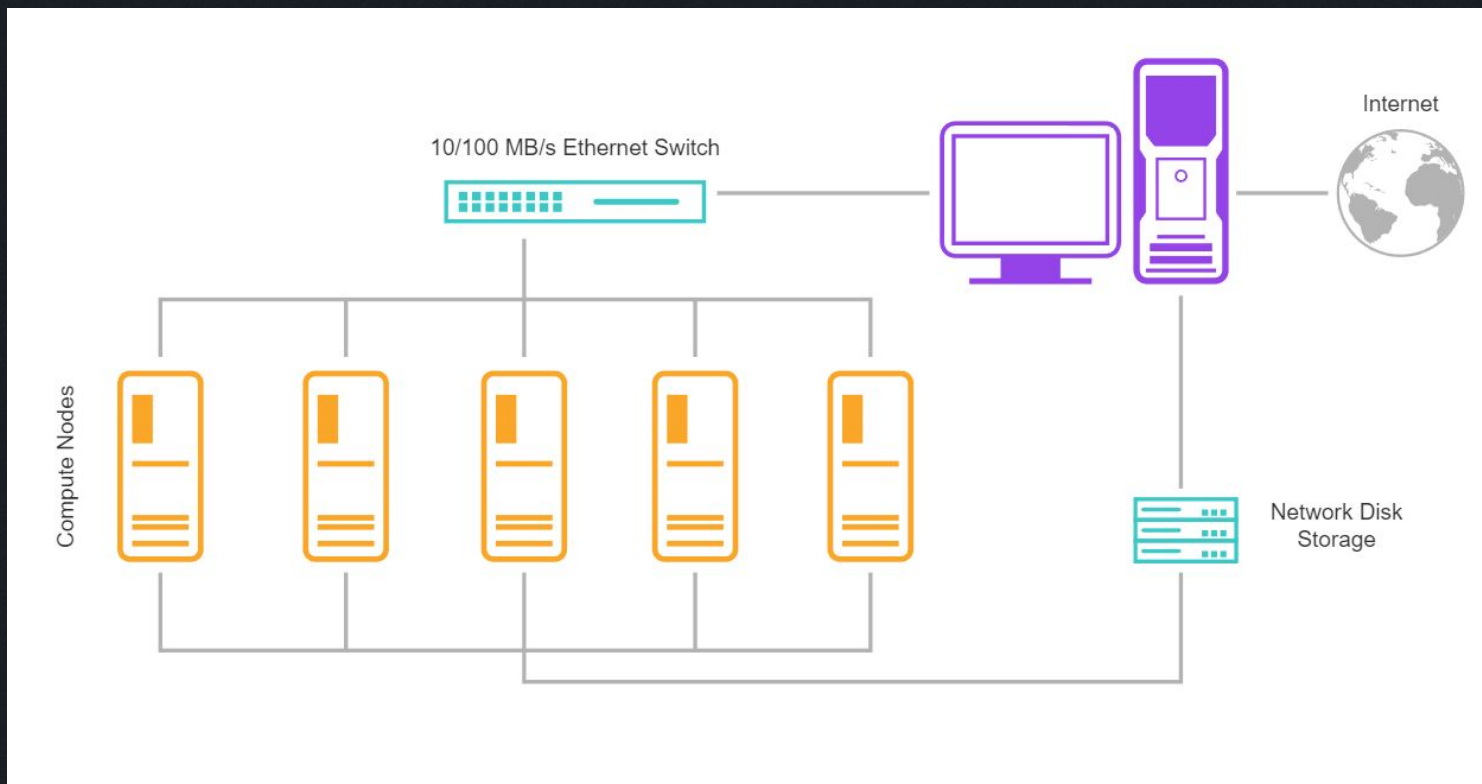 Internet
10/100 MB/s Ethernet Switch
Compute Nodes
Network Disk
Storage